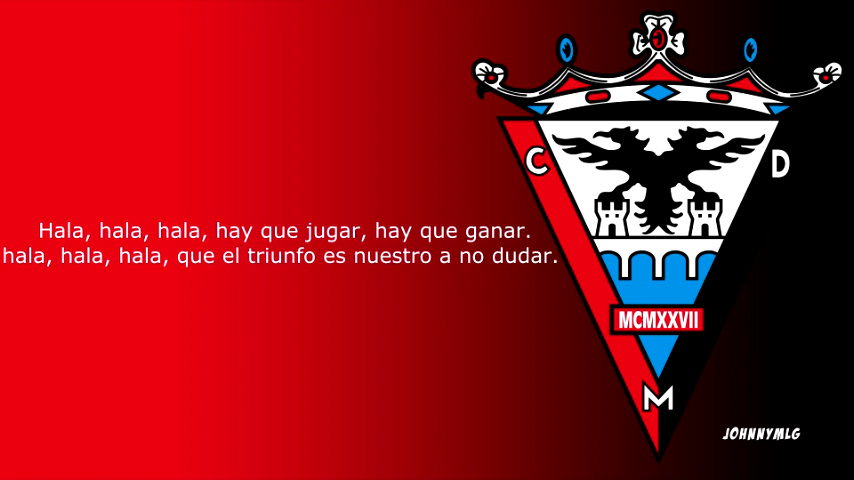 Hala, hala, hala, hay que jugar, hay que ganar.
hala, hala, hala, que el triunfo es nuestro a no dudar.
C
D
MCMXXVII
M
JOHNNYMLG